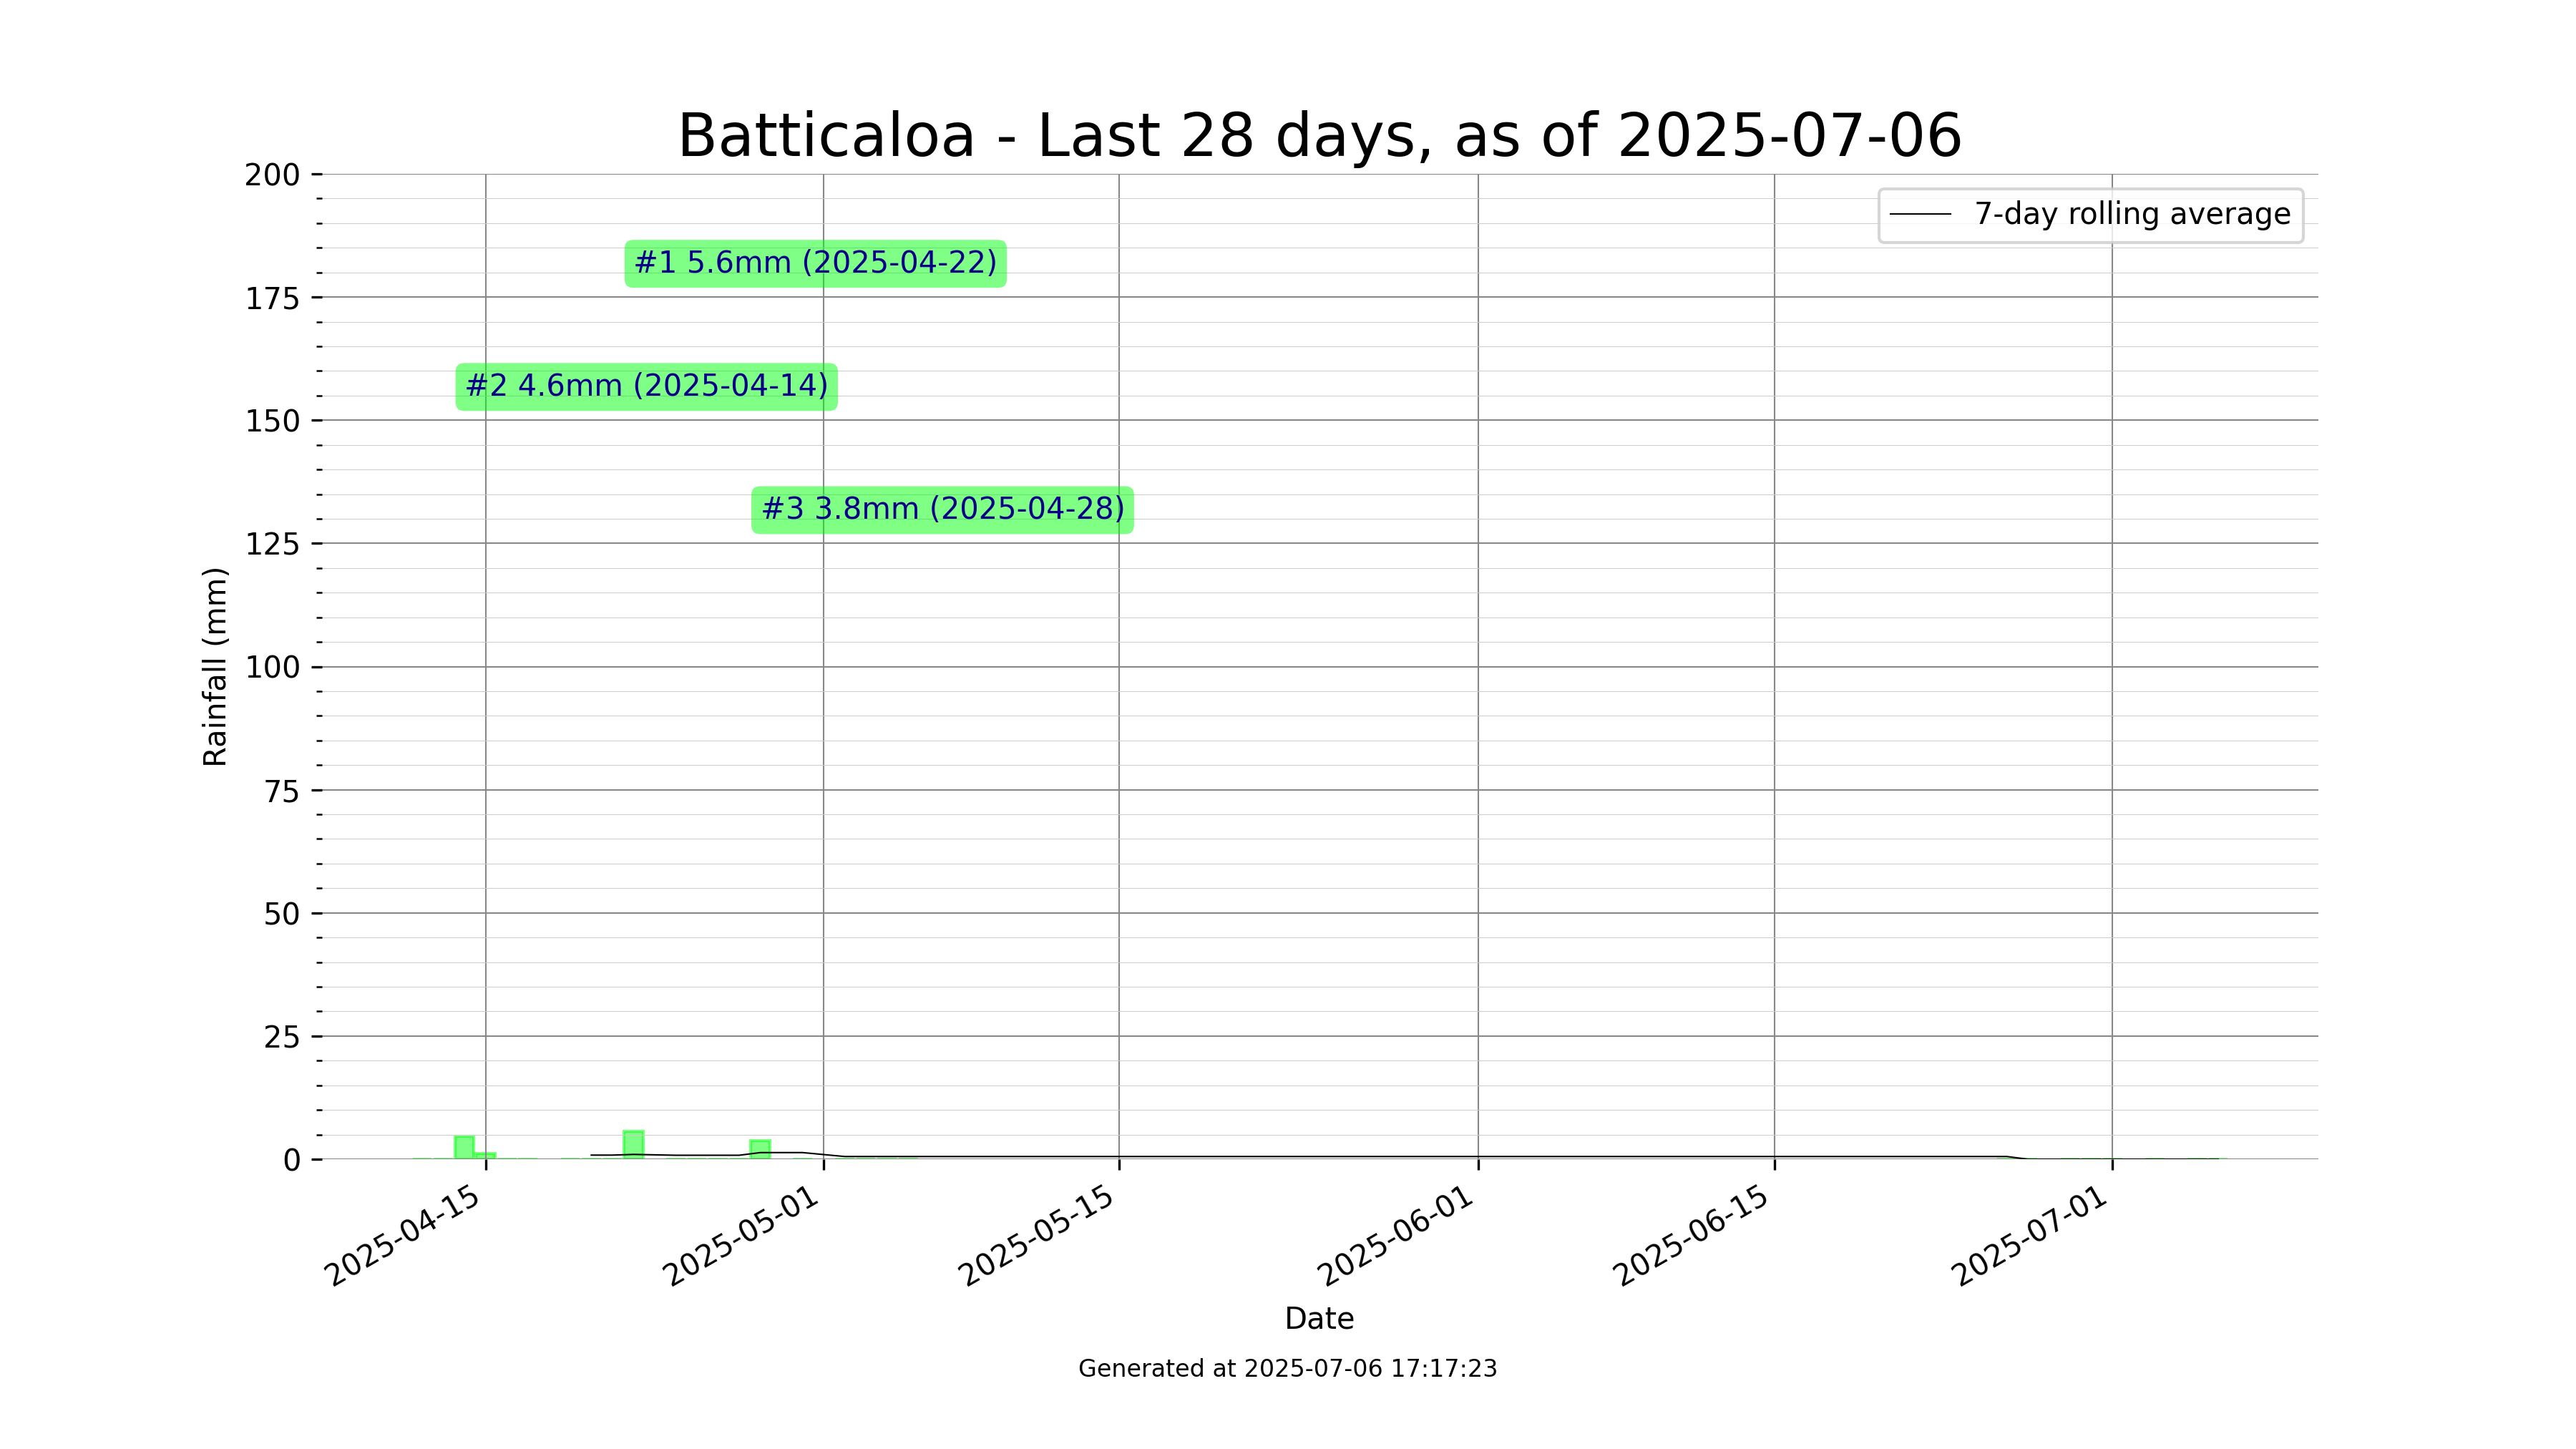 Batticaloa - Last 28 days, as of 2025-07-06
7-day rolling average
#1 5.6mm (2025-04-22)
#2 4.6mm (2025-04-14)
#3 3.8mm (2025-04-28)
Rainfall (mm)
200
175
150
125
100
75
50
25
0
2025-04-15
2025-05-01
2025-05-15
2025-06-01
2025-06-15
2025-07-01
Date
Generated at 2025-07-06 17:17:23